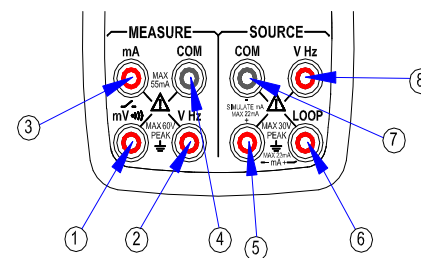 MEASURE SOURCE
mA COM COM V Hz
MAX
55mA
-
SIMULATE mA
MAX 22mA
+
mV V Hz LOOP
MAX 60V
PEAK
MAX 30V
PEAK
MAX 22mA
- mA +
1 2 3 4 5 6 7 8